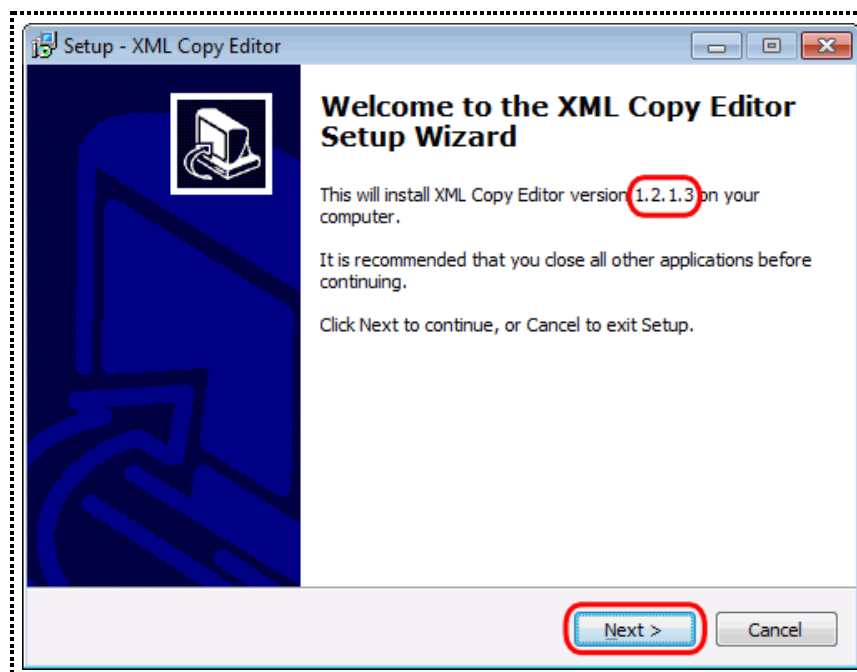 Setup - XML Copy Editor
Welcome to the XML Copy Editor
Setup Wizard
This will install XML Copy Editor version 1.2.1.3 on your
computer.
It is recommended that you close all other applications before
continuing.
Click Next to continue, or Cancel to exit Setup.
Next >
Cancel